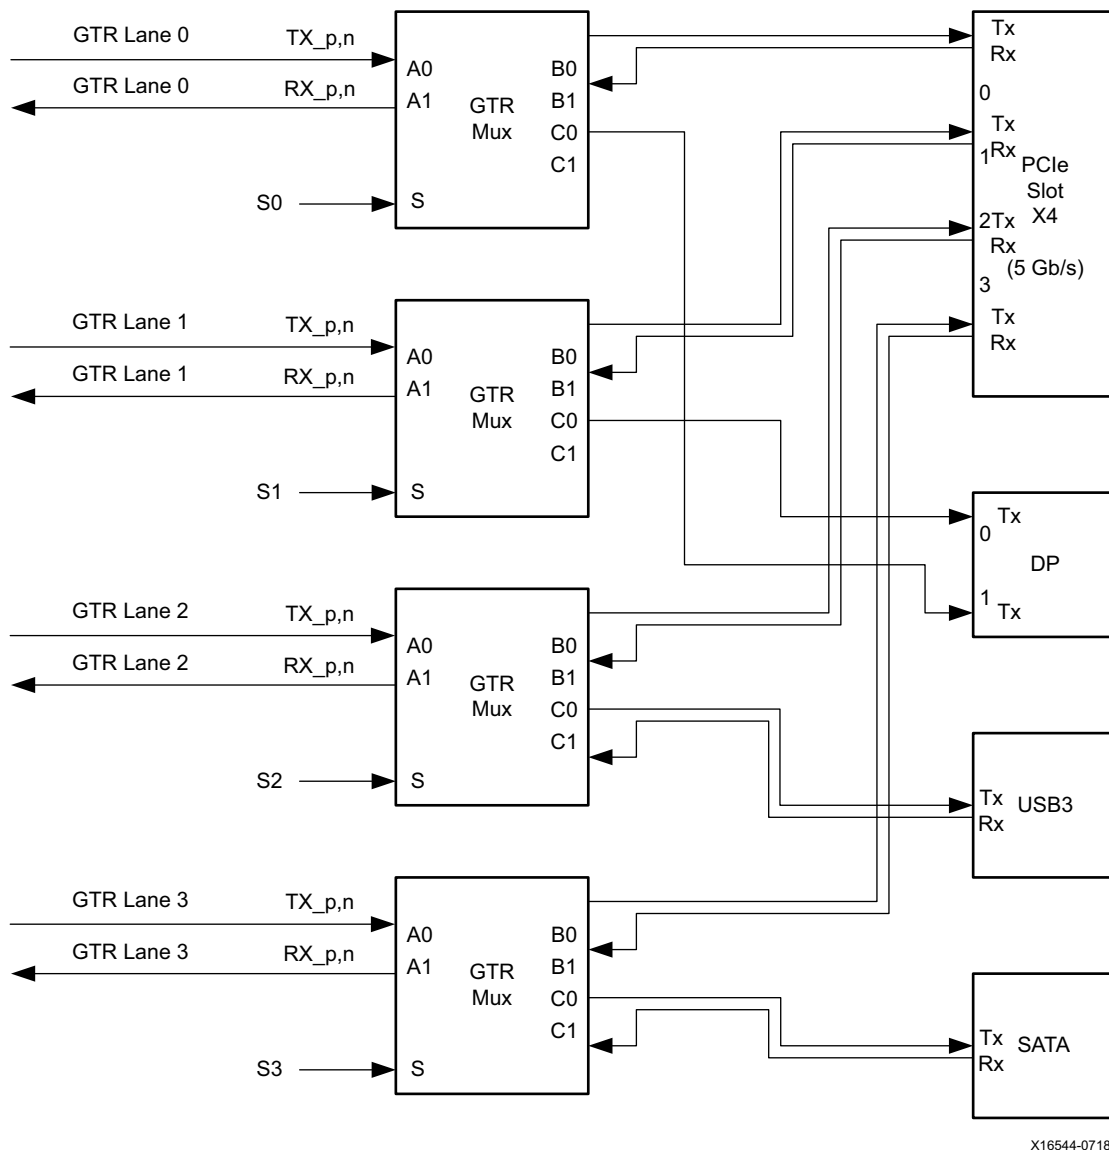 GTR Lane 0 TX_p,n
GTR Lane 0 RX_p,n
A0
A1
GTR
Mux
B0
B1
C0
C1
S0
S
GTR Lane 1 TX_p,n
GTR Lane 1 RX_p,n
A0
A1
GTR
Mux
B0
B1
C0
C1
S1
S
GTR Lane 2 TX_p,n
GTR Lane 2 RX_p,n
A0
A1
GTR
Mux
B0
B1
C0
C1
S2
S
GTR Lane 3 TX_p,n
GTR Lane 3 RX_p,n
A0
A1
GTR
Mux
B0
B1
C0
C1
S3
S
Tx
Rx
0
Tx
Rx
1
PCIe
Slot
X4
2
Tx
Rx
(5 Gb/s)
3
Tx
Rx
Tx
0
DP
1
Tx
Tx
Rx
USB3
Tx
Rx
SATA
X16544-0718